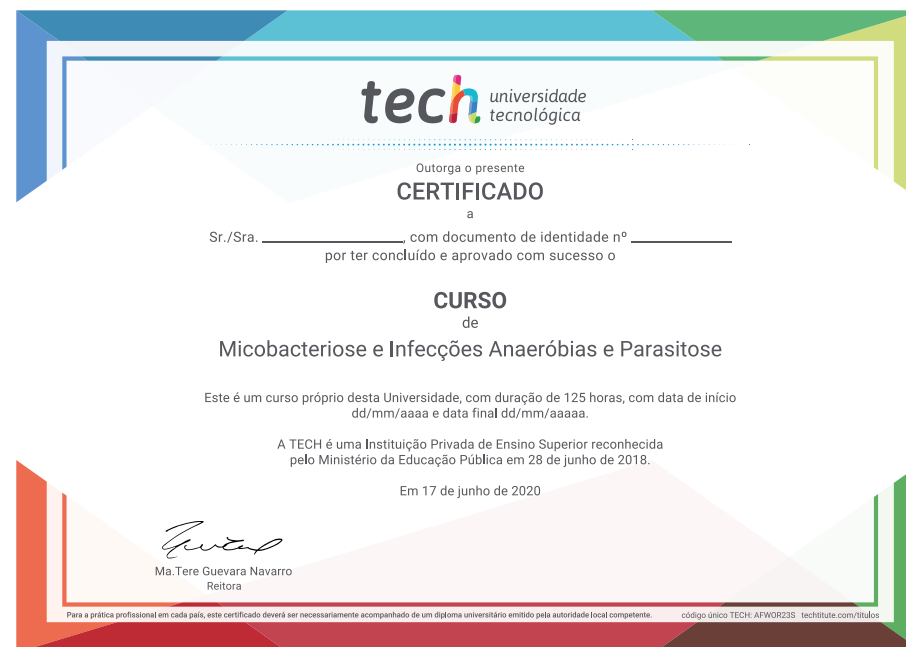 tech universidade
tecnológica
Outorga o presente
CERTIFICADO
a
Sr./Sra. ____________________, com documento de identidade nº ______________
por ter concluído e aprovado com sucesso o
CURSO
de
Micobacteriose e Infecções Anaeróbias e Parasitose
Este é um curso próprio desta Universidade, com duração de 125 horas, com data de início
dd/mm/aaaa e data final dd/mm/aaaaa.
A TECH é uma Instituição Privada de Ensino Superior reconhecida
pelo Ministério da Educação Pública em 28 de junho de 2018.
Em 17 de junho de 2020
Ma.Tere Guevara Navarro
Reitora
Para a prática profissional em cada país, este certificado deverá ser necessariamente acompanhado de um diploma universitário emitido pela autoridade local competente. código único TECH: AFWOR23S techtitute.com/titulos